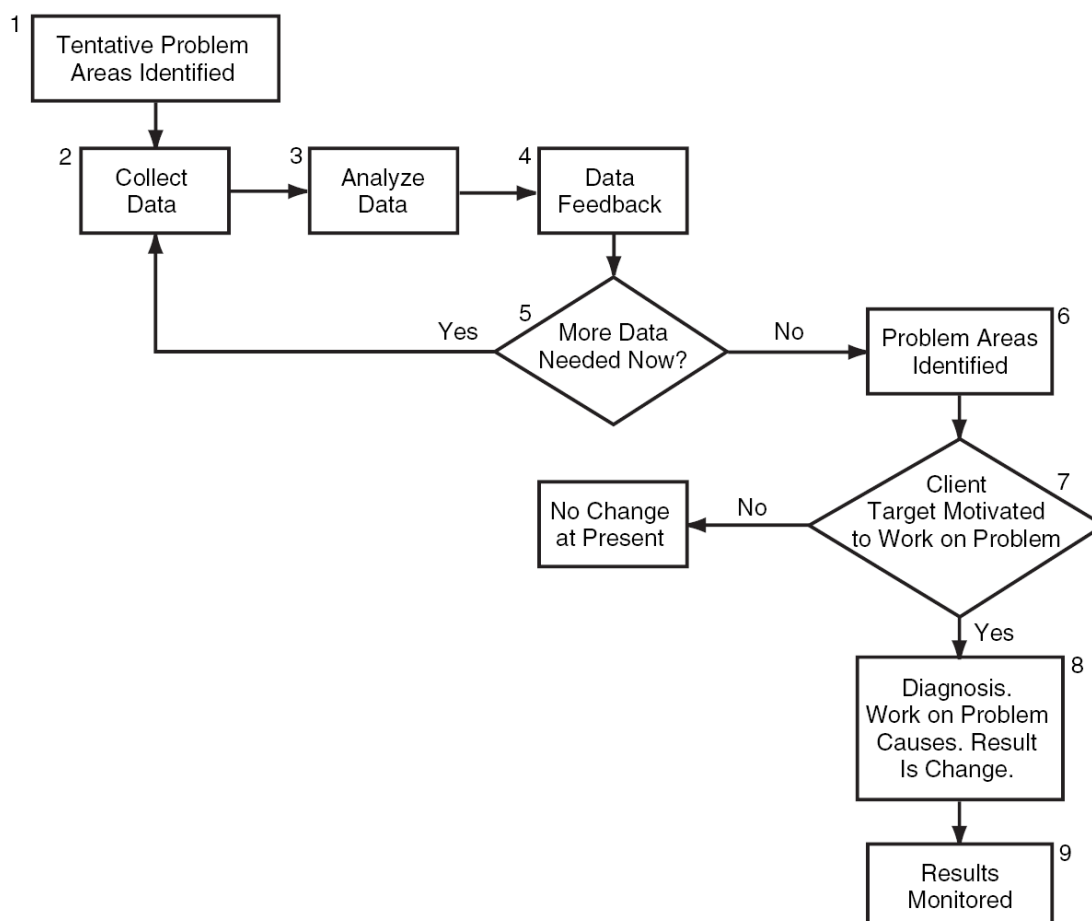 1
Tentative Problem
Areas Identified
2
Collect
Data
3
Analyze
Data
4
Data
Feedback
5
More Data
Needed Now?
Yes
No
6
Problem Areas
Identified
7
Client
Target Motivated
to Work on Problem
No
No Change
at Present
Yes
8
Diagnosis.
Work on Problem
Causes. Result
Is Change.
9
Results
Monitored